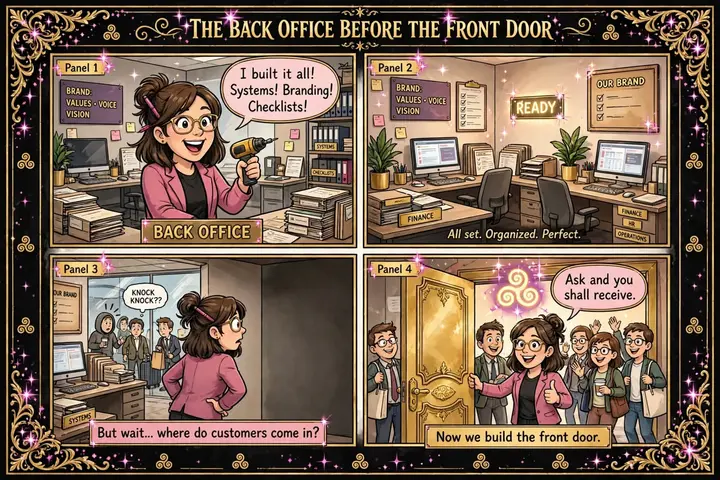 THE BACK OFFICE BEFORE THE FRONT DOOR
Panel 1
BRAND:
VALUES • VOICE
VISION
I built it all!
Systems! Branding!
Checklists!
SYSTEMS
CHECKLISTS
BACK OFFICE
Panel 2
BRAND:
VALUES • VOICE
VISION
READY
OUR BRAND
FINANCE
FINANCE
HR
OPERATIONS
All set. Organized. Perfect.
Panel 3
OUR BRAND
KNOCK
KNOCK??
SYSTEMS
But wait... where do customers come in?
Panel 4
Ask and you
shall receive.
Now we build the front door.